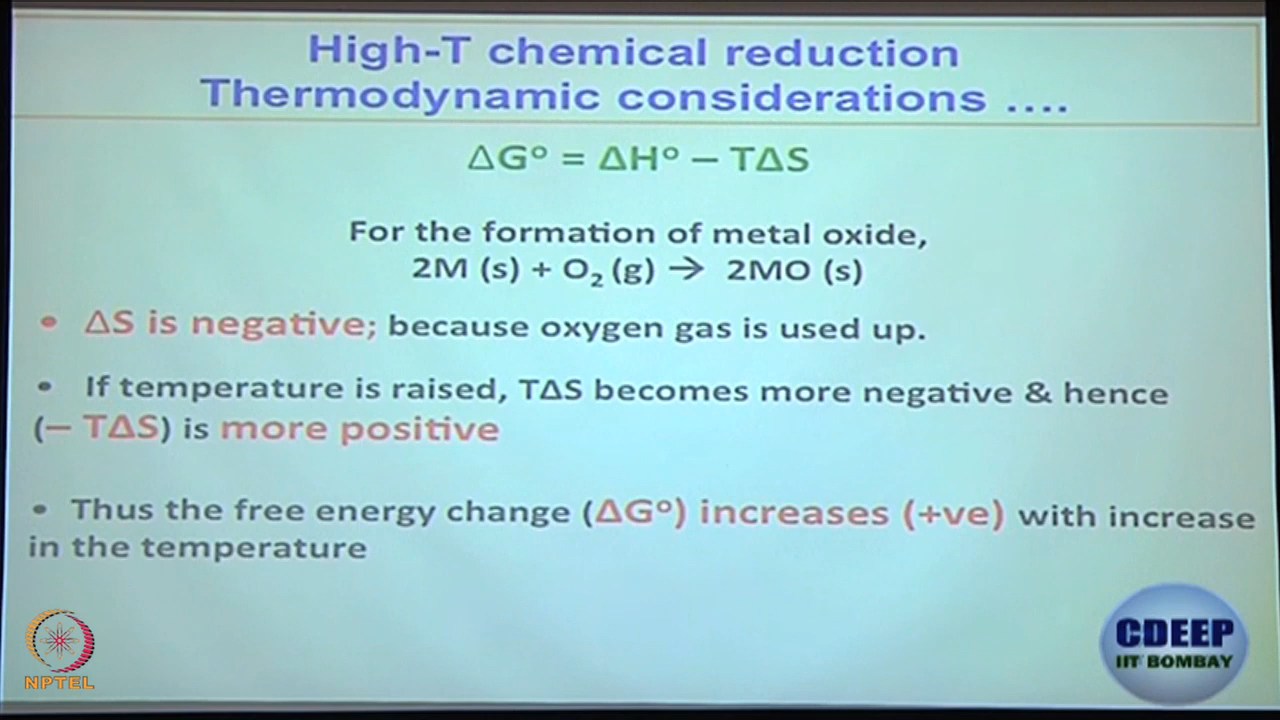 High-T chemical reduction
Thermodynamic considerations ....
ΔG° = ΔH° – TΔS
For the formation of metal oxide,
2M (s) + O₂ (g) → 2MO (s)
• ΔS is negative; because oxygen gas is used up.
• If temperature is raised, TΔS becomes more negative & hence
(– TΔS) is more positive
• Thus the free energy change (ΔG°) increases (+ve) with increase
in the temperature
NPTEL
CDEEP
IIT BOMBAY